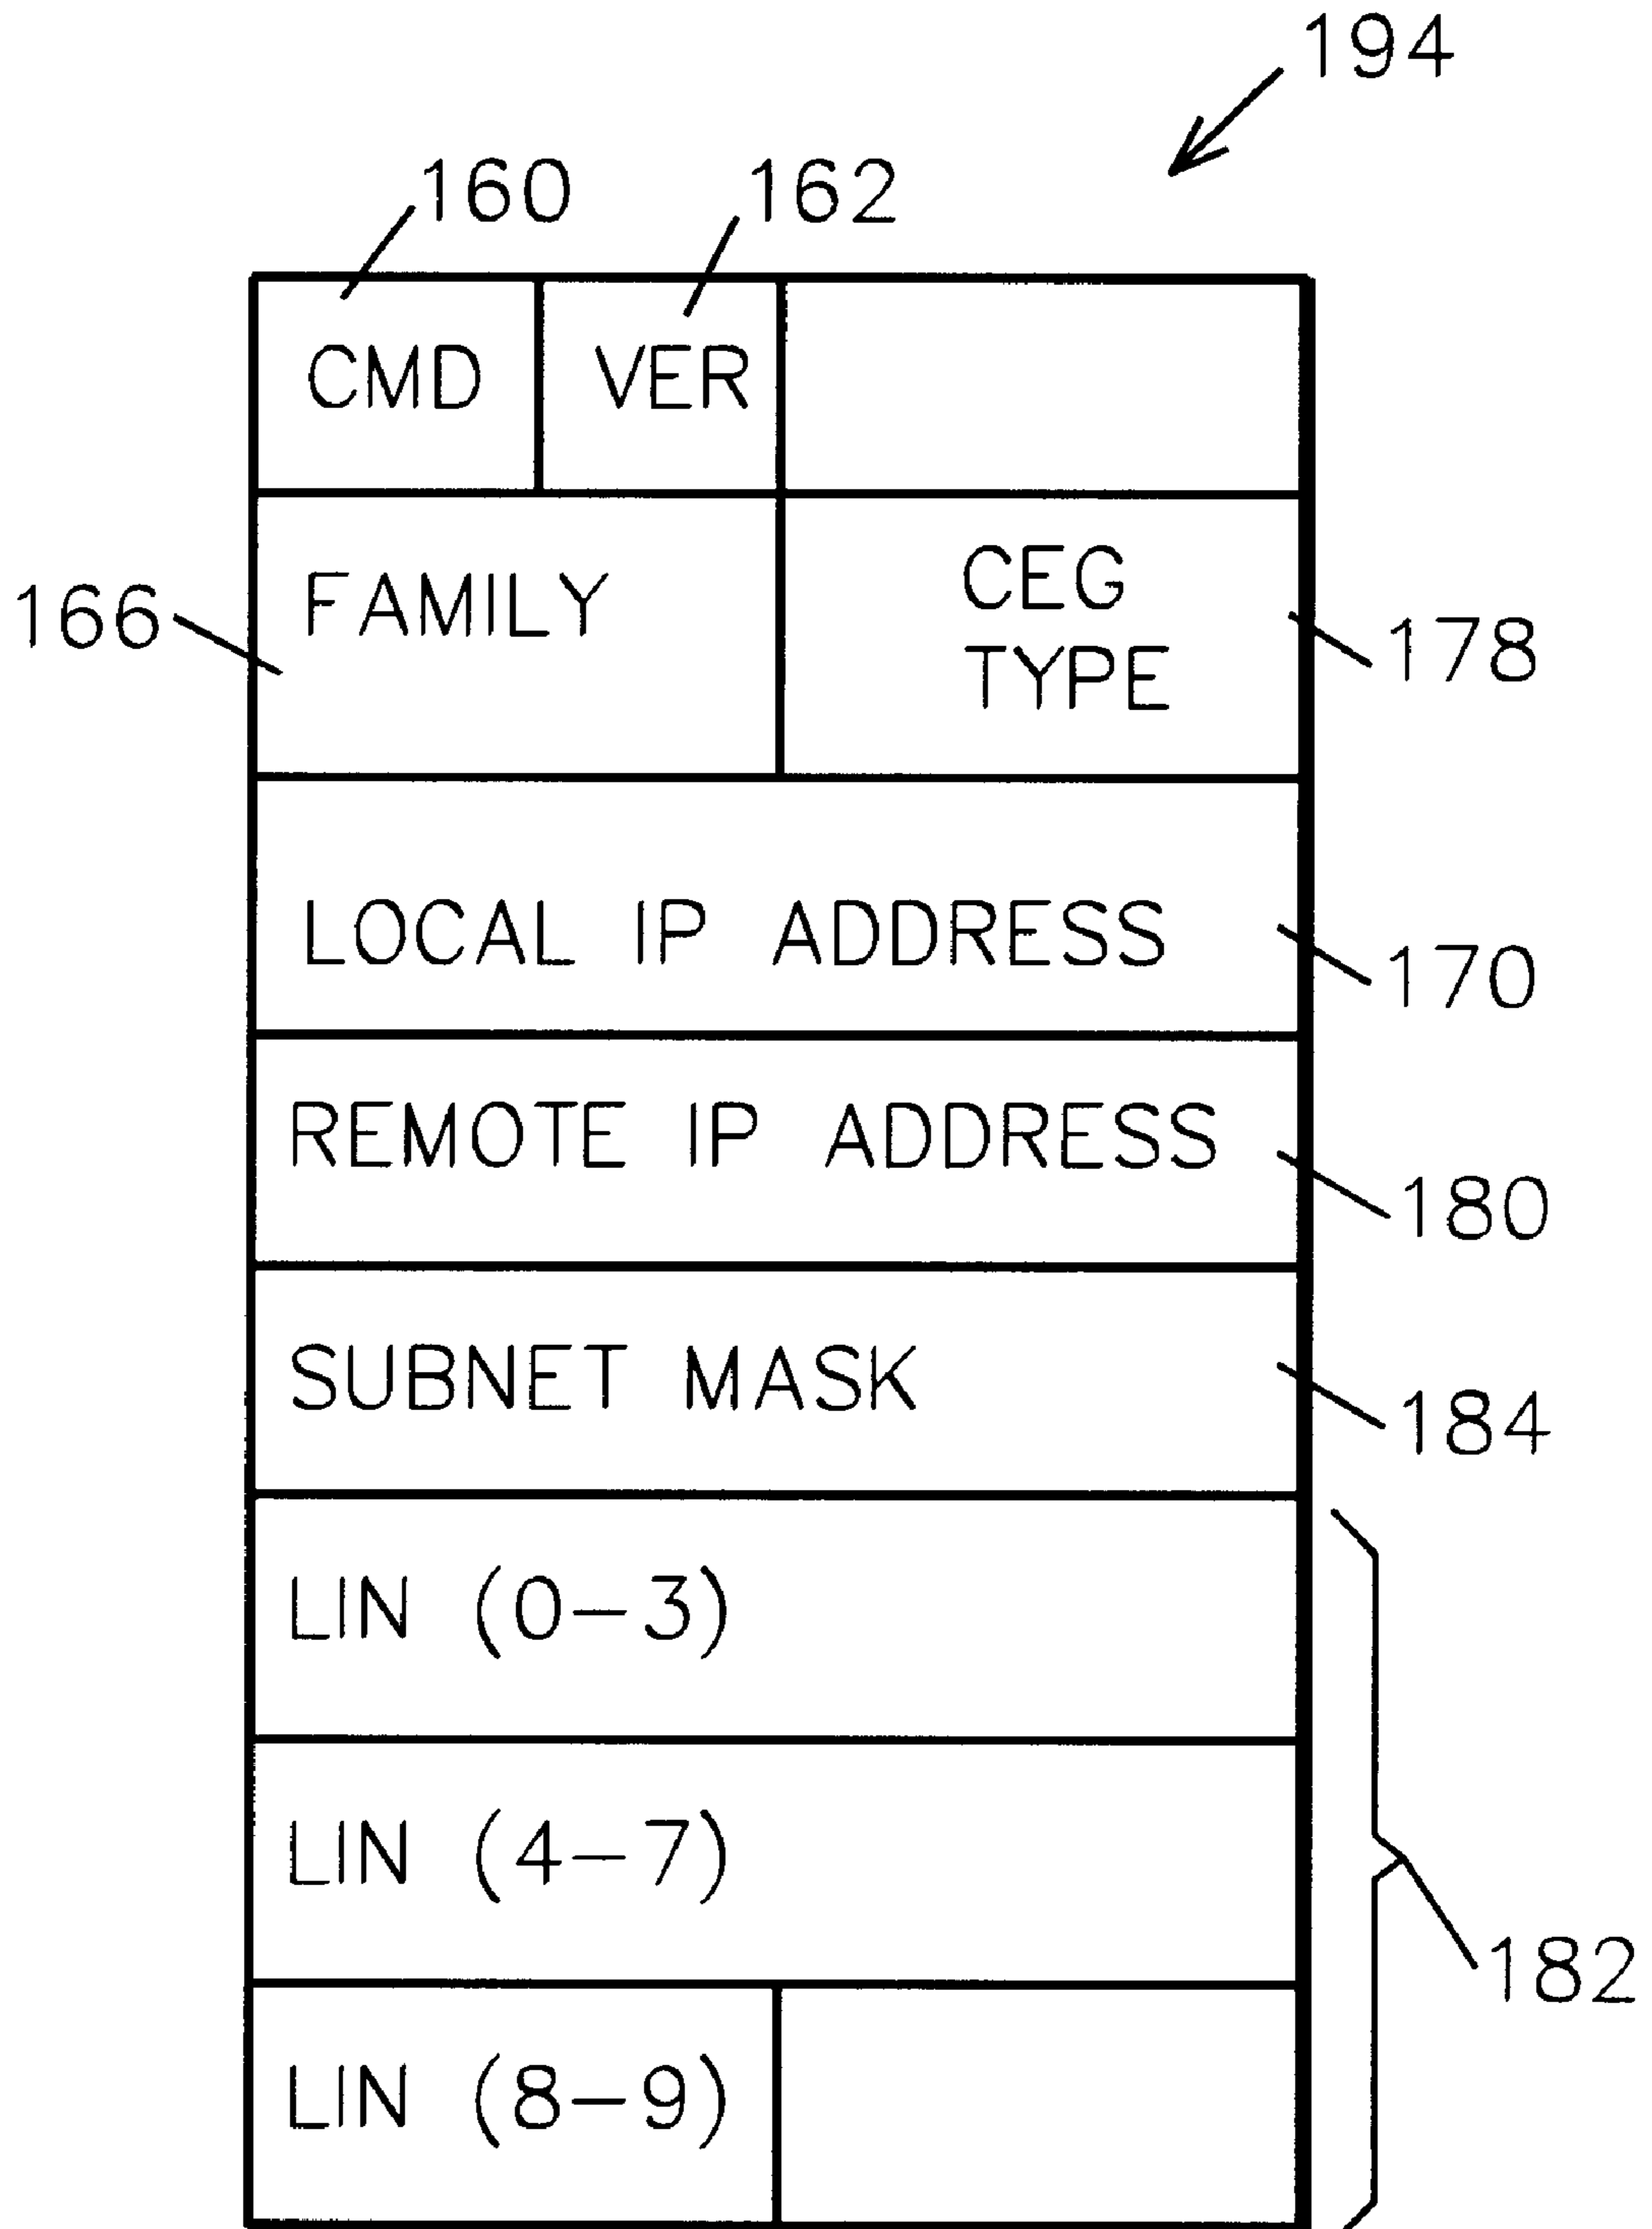 194
160 162
CMD VER
166 FAMILY CEG TYPE 178
LOCAL IP ADDRESS 170
REMOTE IP ADDRESS 180
SUBNET MASK 184
LIN (0-3)
LIN (4-7)
182
LIN (8-9)